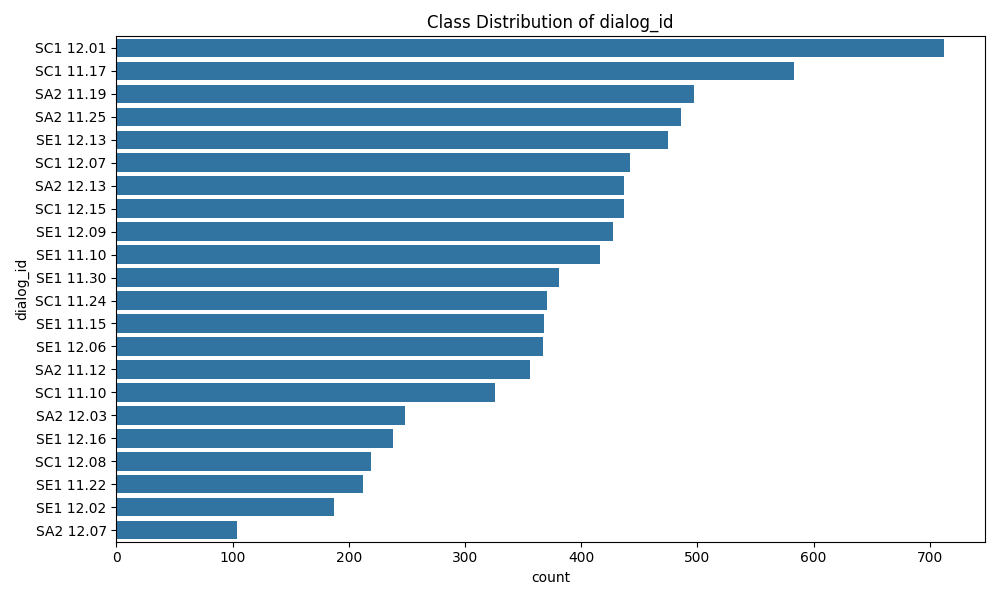 Class Distribution of dialog_id
SC1 12.01
SC1 11.17
SA2 11.19
SA2 11.25
SE1 12.13
SC1 12.07
SA2 12.13
SC1 12.15
SE1 12.09
SE1 11.10
SE1 11.30
SC1 11.24
SE1 11.15
SE1 12.06
SA2 11.12
SC1 11.10
SA2 12.03
SE1 12.16
SC1 12.08
SE1 11.22
SE1 12.02
SA2 12.07
dialog_id
0 100 200 300 400 500 600 700
count